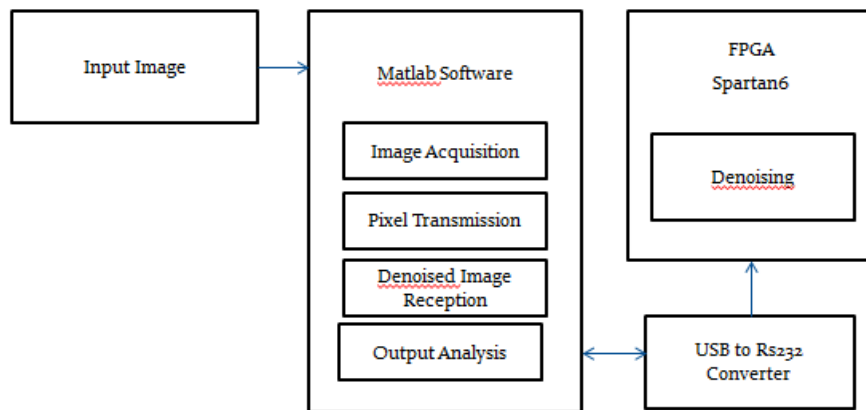 Input Image
Matlab Software
Image Acquisition
Pixel Transmission
Denoised Image
Reception
Output Analysis
FPGA
Spartan6
Denoising
USB to Rs232
Converter